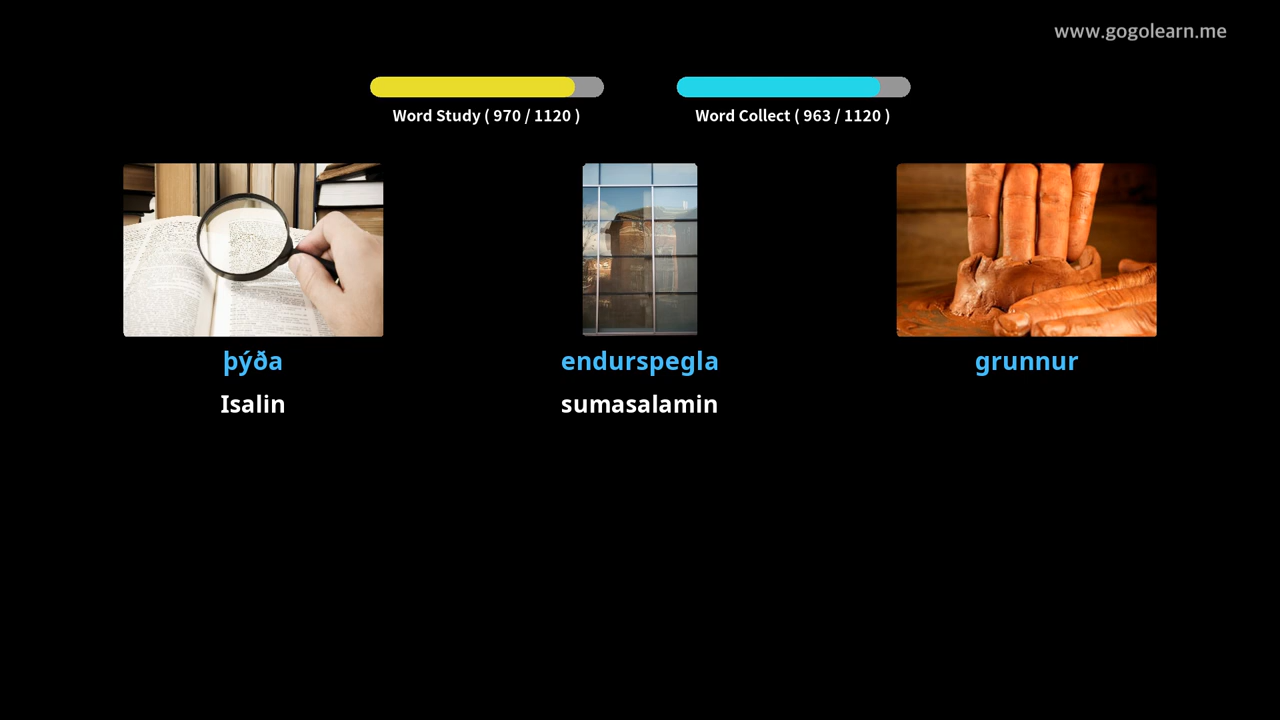 www.gogolearn.me
Word Study ( 970 / 1120 )
Word Collect ( 963 / 1120 )
þýða
endurspegla
grunnur
Isalin
sumasalamin